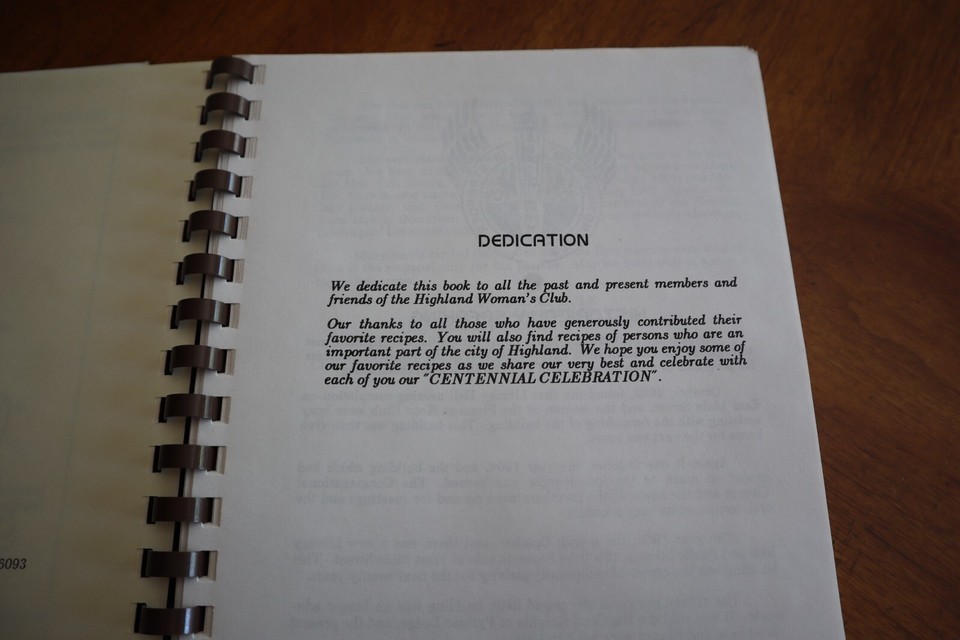 6093
DEDICATION
We dedicate this book to all the past and present members and
friends of the Highland Woman's Club.
Our thanks to all those who have generously contributed their
favorite recipes. You will also find recipes of persons who are an
important part of the city of Highland. We hope you enjoy some of
our favorite recipes as we share our very best and celebrate with
each of you our "CENTENNIAL CELEBRATION".